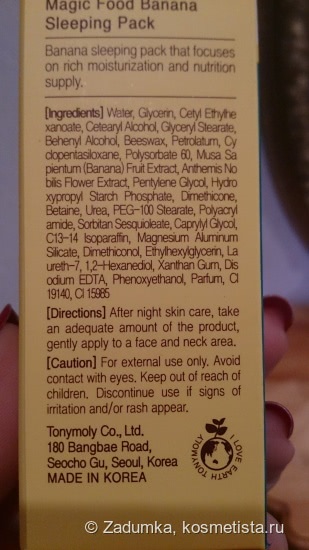 Magic Food Banana
Sleeping Pack
Banana sleeping pack that focuses
on rich moisturization and nutrition
supply.
[Ingredients] Water, Glycerin, Cetyl Ethylhe
xanoate, Cetearyl Alcohol, Glyceryl Stearate,
Behenyl Alcohol, Beeswax, Petrolatum, Cy
clopentasiloxane, Polysorbate 60, Musa Sa
pientum (Banana) Fruit Extract, Anthemis No
bilis Flower Extract, Pentylene Glycol, Hydro
xypropyl Starch Phosphate, Dimethicone,
Betaine, Urea, PEG-100 Stearate, Polyacryl
amide, Sorbitan Sesquioleate, Caprylyl Glycol,
C13-14 Isoparaffin, Magnesium Aluminum
Silicate, Dimethiconol, Ethylhexylglycerin, La
ureth-7, 1,2-Hexanediol, Xanthan Gum, Dis
odium EDTA, Phenoxyethanol, Parfum, CI
19140, CI 15985
[Directions] After night skin care, take
an adequate amount of the product,
gently apply to a face and neck area.
[Caution] For external use only. Avoid
contact with eyes. Keep out of reach of
children. Discontinue use if signs of
irritation and/or rash appear.
Tonymoly Co., Ltd.
180 Bangbae Road,
Seocho Gu, Seoul, Korea
MADE IN KOREA
TONYMOLY I LOVE EARTH
© Zadumka, kosmetista.ru